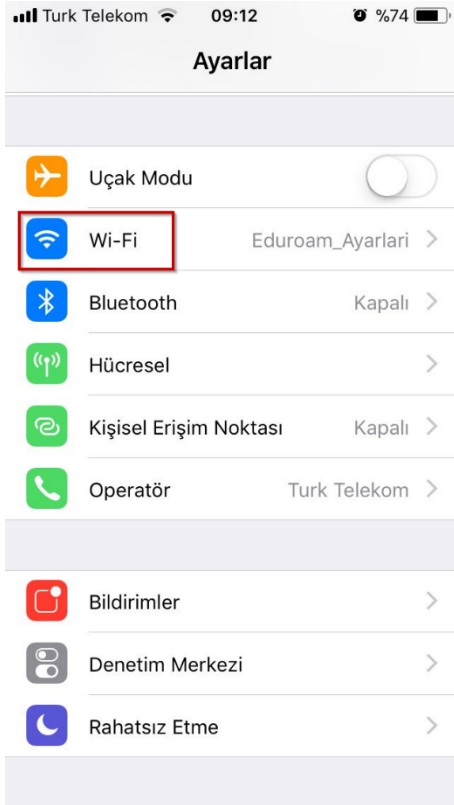 Turk Telekom 09:12 %74
Ayarlar
Uçak Modu
Wi-Fi Eduroam_Ayarlari
Bluetooth Kapalı
Hücresel
Kişisel Erişim Noktası Kapalı
Operatör Turk Telekom
Bildirimler
Denetim Merkezi
Rahatsız Etme